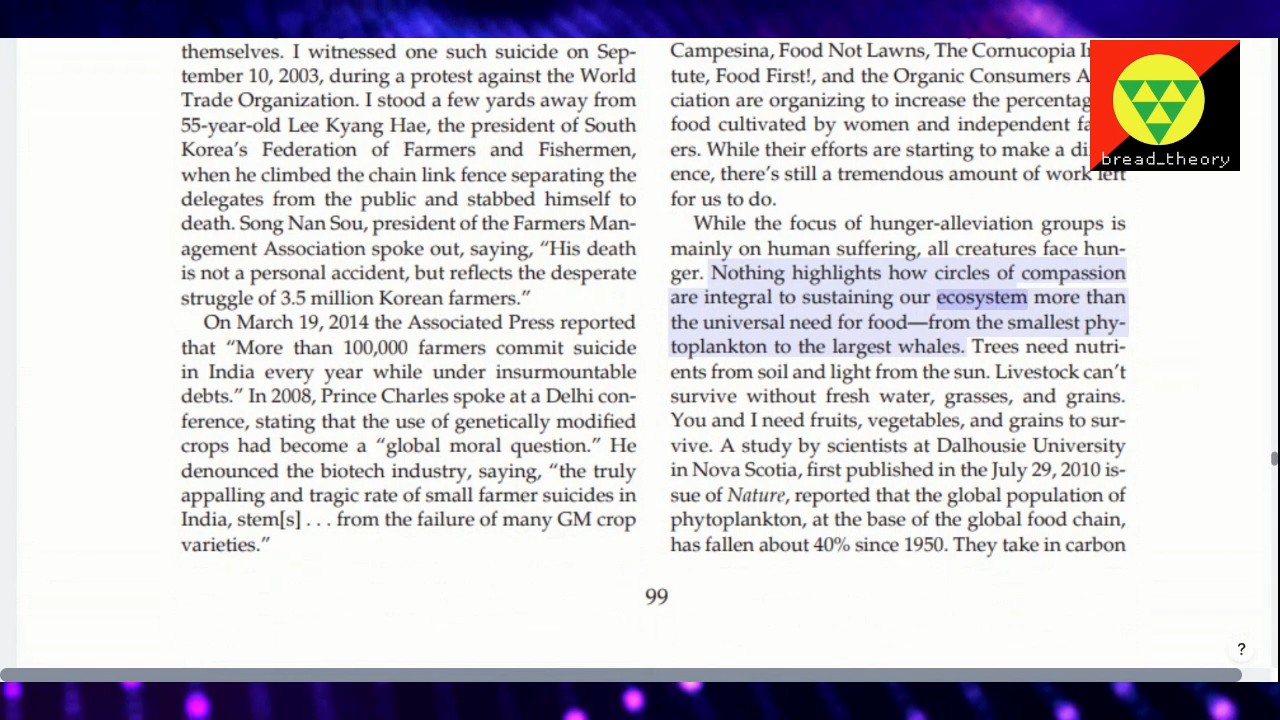 themselves. I witnessed one such suicide on Sep-
tember 10, 2003, during a protest against the World
Trade Organization. I stood a few yards away from
55-year-old Lee Kyang Hae, the president of South
Korea's Federation of Farmers and Fishermen,
when he climbed the chain link fence separating the
delegates from the public and stabbed himself to
death. Song Nan Sou, president of the Farmers Man-
agement Association spoke out, saying, “His death
is not a personal accident, but reflects the desperate
struggle of 3.5 million Korean farmers.”
On March 19, 2014 the Associated Press reported
that “More than 100,000 farmers commit suicide
in India every year while under insurmountable
debts.” In 2008, Prince Charles spoke at a Delhi con-
ference, stating that the use of genetically modified
crops had become a “global moral question.” He
denounced the biotech industry, saying, “the truly
appalling and tragic rate of small farmer suicides in
India, stem[s] . . . from the failure of many GM crop
varieties.”
Campesina, Food Not Lawns, The Cornucopia
tute, Food First!, and the Organic Consumers
ciation are organizing to increase the
food cultivated by women and independent
ers. While their efforts are starting to make a
ence, there's still a tremendous amount of work left
for us to do.
While the focus of hunger-alleviation groups is
mainly on human suffering, all creatures face hun-
ger. Nothing highlights how circles of compassion
are integral to sustaining our ecosystem more than
the universal need for food—from the smallest phy-
toplankton to the largest whales. Trees need nutri-
ents from soil and light from the sun. Livestock can't
survive without fresh water, grasses, and grains.
You and I need fruits, vegetables, and grains to sur-
vive. A study by scientists at Dalhousie University
in Nova Scotia, first published in the July 29, 2010 is-
sue of Nature, reported that the global population of
phytoplankton, at the base of the global food chain,
has fallen about 40% since 1950. They take in carbon
99
bread_theory
?